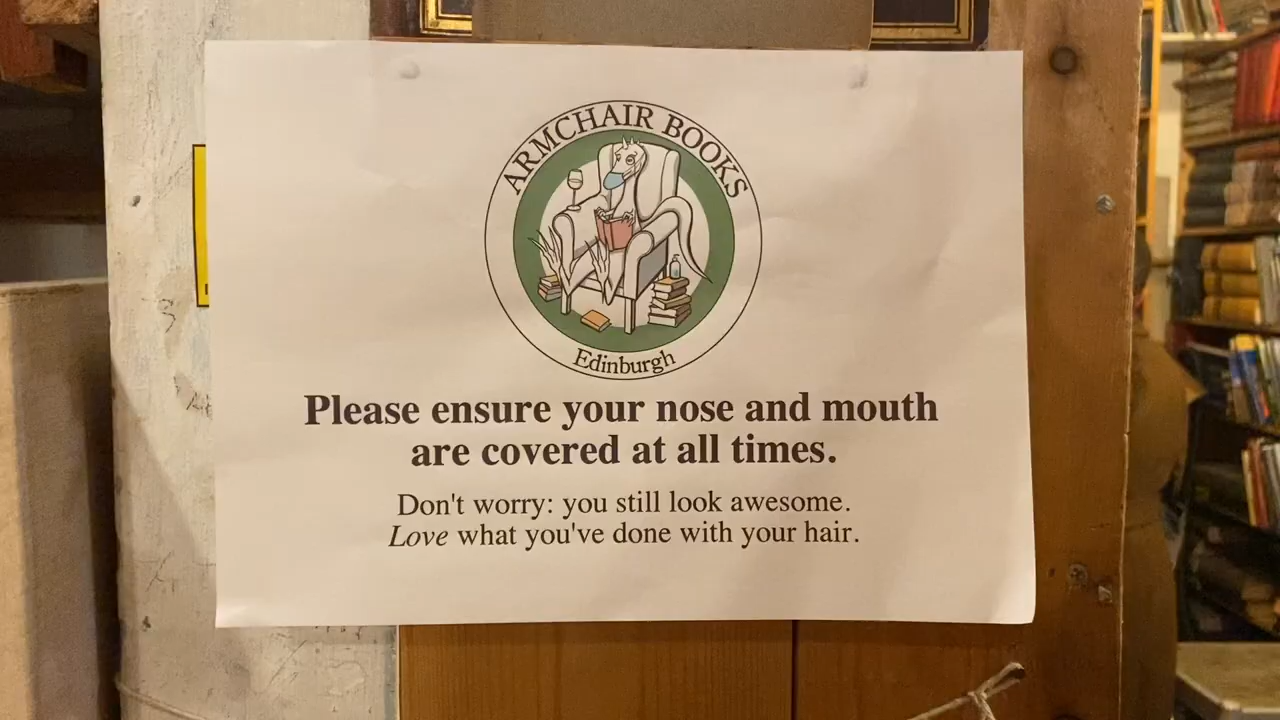 ARMCHAIR BOOKS
Edinburgh
Please ensure your nose and mouth
are covered at all times.
Don't worry: you still look awesome.
Love what you've done with your hair.